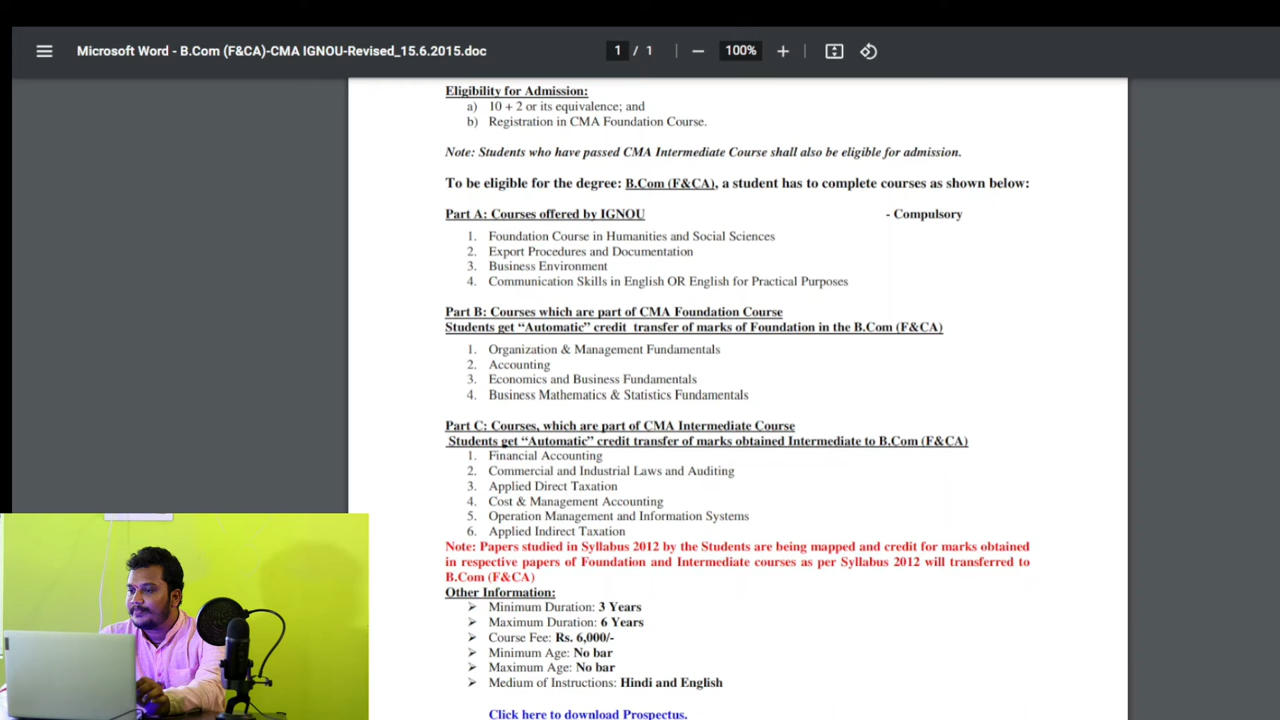 Microsoft Word - B.Com (F&CA)-CMA IGNOU-Revised_15.6.2015.doc
1 / 1
100%
Eligibility for Admission:
a) 10 + 2 or its equivalence; and
b) Registration in CMA Foundation Course.
Note: Students who have passed CMA Intermediate Course shall also be eligible for admission.
To be eligible for the degree: B.Com (F&CA), a student has to complete courses as shown below:
Part A: Courses offered by IGNOU - Compulsory
1. Foundation Course in Humanities and Social Sciences
2. Export Procedures and Documentation
3. Business Environment
4. Communication Skills in English OR English for Practical Purposes
Part B: Courses which are part of CMA Foundation Course
Students get “Automatic” credit transfer of marks of Foundation in the B.Com (F&CA)
1. Organization & Management Fundamentals
2. Accounting
3. Economics and Business Fundamentals
4. Business Mathematics & Statistics Fundamentals
Part C: Courses, which are part of CMA Intermediate Course
Students get “Automatic” credit transfer of marks obtained Intermediate to B.Com (F&CA)
1. Financial Accounting
2. Commercial and Industrial Laws and Auditing
3. Applied Direct Taxation
4. Cost & Management Accounting
5. Operation Management and Information Systems
6. Applied Indirect Taxation
Note: Papers studied in Syllabus 2012 by the Students are being mapped and credit for marks obtained
in respective papers of Foundation and Intermediate courses as per Syllabus 2012 will transferred to
B.Com (F&CA)
Other Information:
➢ Minimum Duration: 3 Years
➢ Maximum Duration: 6 Years
➢ Course Fee: Rs. 6,000/-
➢ Minimum Age: No bar
➢ Maximum Age: No bar
➢ Medium of Instructions: Hindi and English
Click here to download Prospectus.